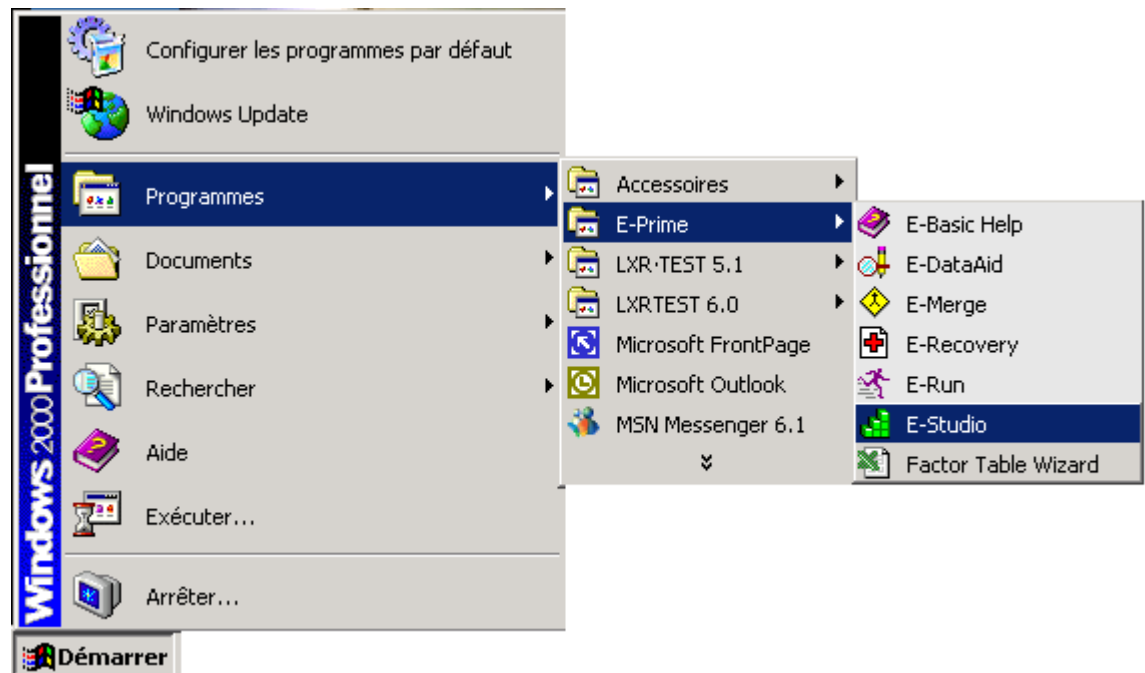 Windows 2000 Professionnel
Configurer les programmes par défaut
Windows Update
Programmes
Documents
Paramètres
Rechercher
Aide
Exécuter...
Arrêter...
Démarrer
Accessoires
E-Prime
LXR·TEST 5.1
LXRTEST 6.0
Microsoft FrontPage
Microsoft Outlook
MSN Messenger 6.1
E-Basic Help
E-DataAid
E-Merge
E-Recovery
E-Run
E-Studio
Factor Table Wizard